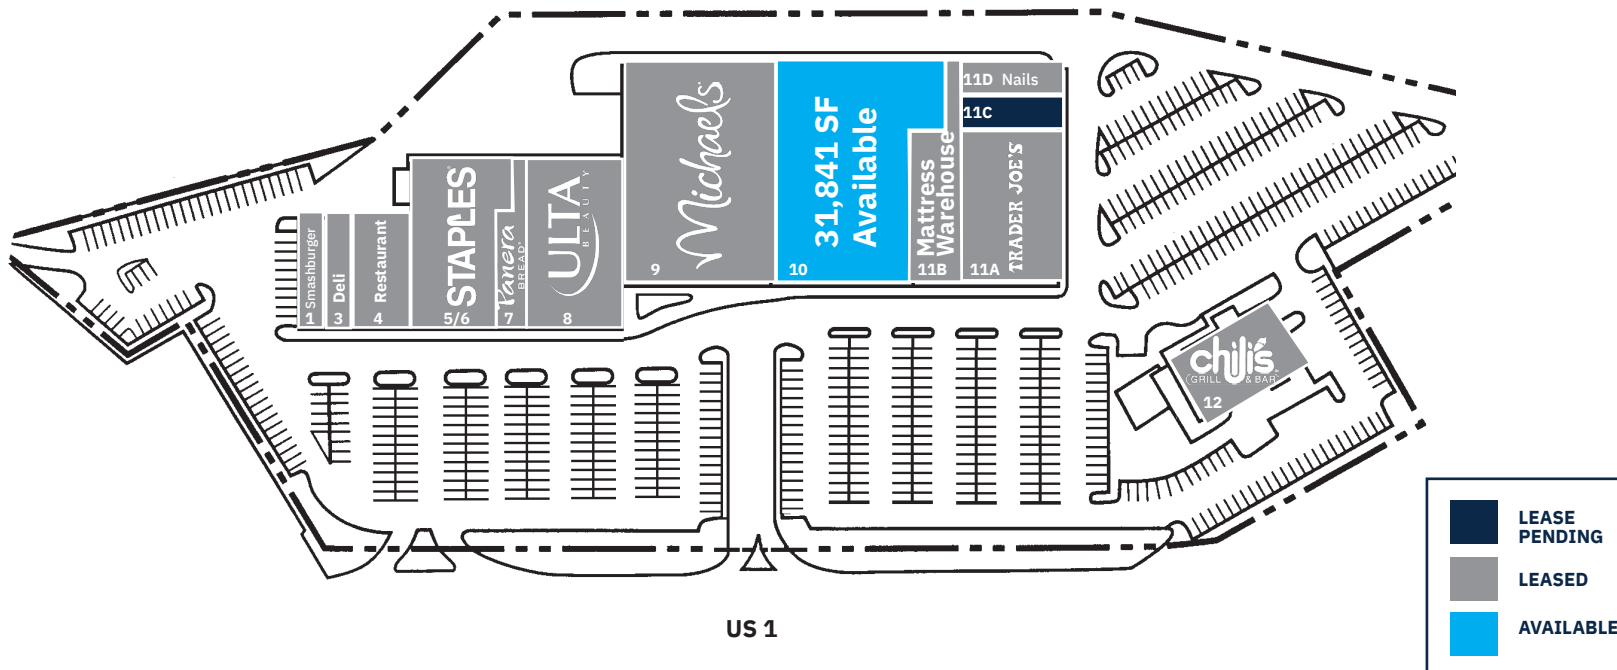 1 Smashburger
3 Deli
4 Restaurant
STAPLES
5/6
Panera
BREAD®
7
ULTA
BEAUTY
8
Michaels
9
31,841 SF
Available
10
Mattress
Warehouse
11B
11D Nails
11C
TRADER JOE'S
11A
chili's
GRILL & BAR
12
US 1
LEASE
PENDING
LEASED
AVAILABLE